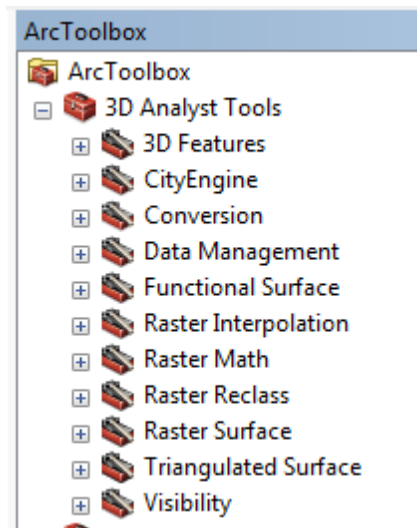 ArcToolbox
ArcToolbox
3D Analyst Tools
3D Features
CityEngine
Conversion
Data Management
Functional Surface
Raster Interpolation
Raster Math
Raster Reclass
Raster Surface
Triangulated Surface
Visibility